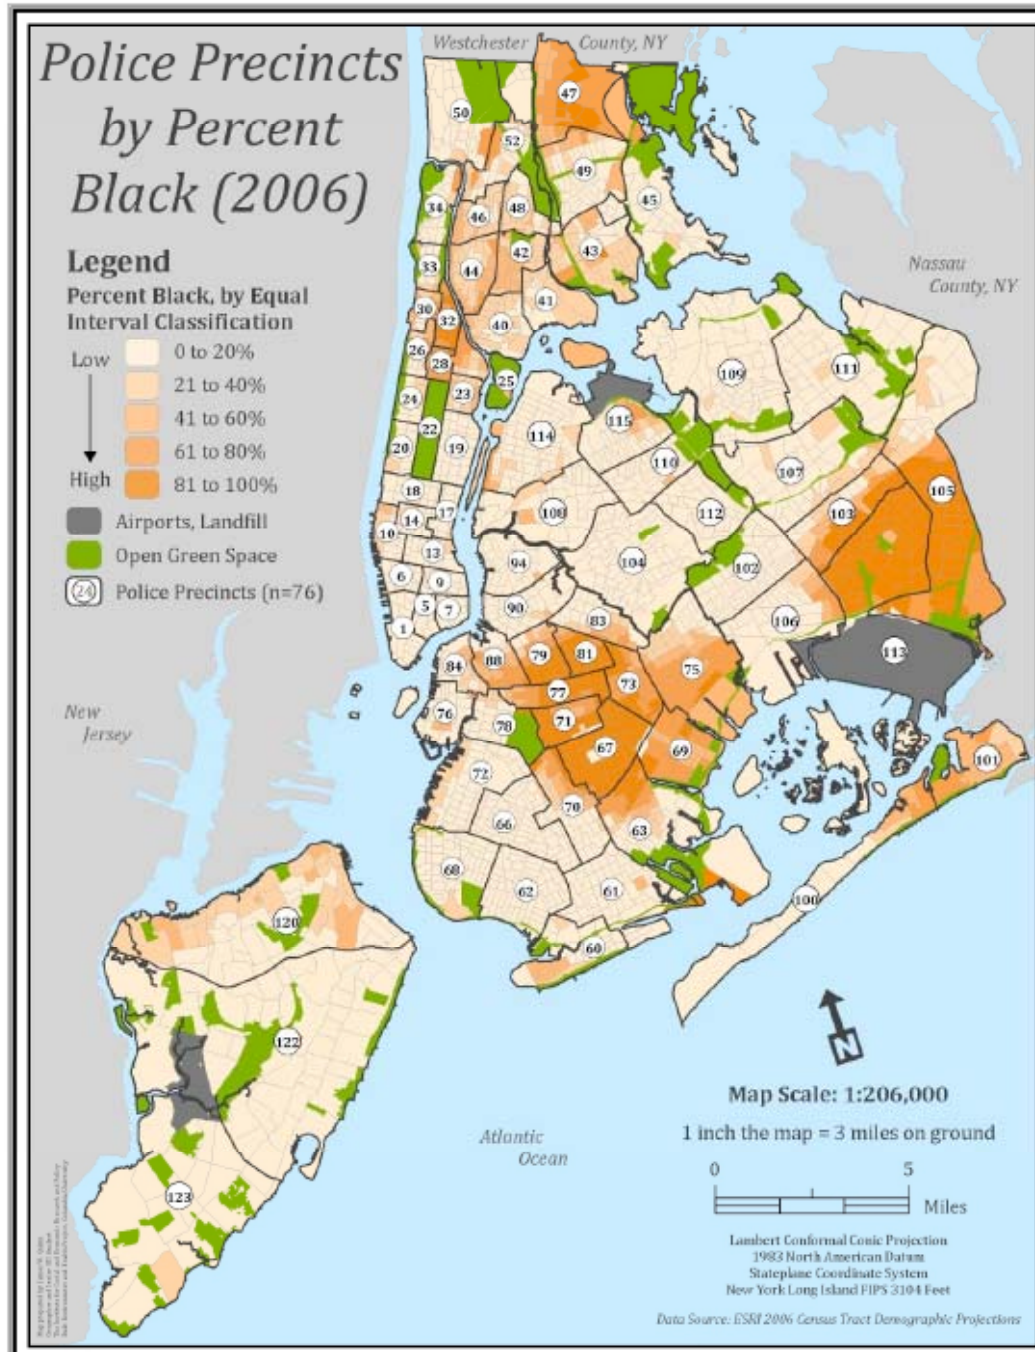 Police Precincts
by Percent
Black (2006)
Westchester County, NY
Legend
Percent Black, by Equal
Interval Classification
Low
High
0 to 20%
21 to 40%
41 to 60%
61 to 80%
81 to 100%
Airports, Landfill
Open Green Space
24
Police Precincts (n=76)
Nassau
County, NY
New
Jersey
Atlantic
Ocean
47
50
52
49
45
34
46
48
43
42
33
44
41
30
32
40
26
28
25
24
23
22
20
19
18
17
14
10
13
6
9
5
7
1
109
111
115
114
110
107
108
112
103
105
104
102
94
90
106
83
113
84
88
79
81
75
77
73
76
78
71
67
69
72
70
101
66
63
68
62
61
60
100
120
122
123
N
Map Scale: 1:206,000
1 inch the map = 3 miles on ground
0 5
Miles
Lambert Conformal Conic Projection
1983 North American Datum
Stateplane Coordinate System
New York Long Island FIPS 3104 Feet
Data Source: ESRI 2006 Census Tract Demographic Projections